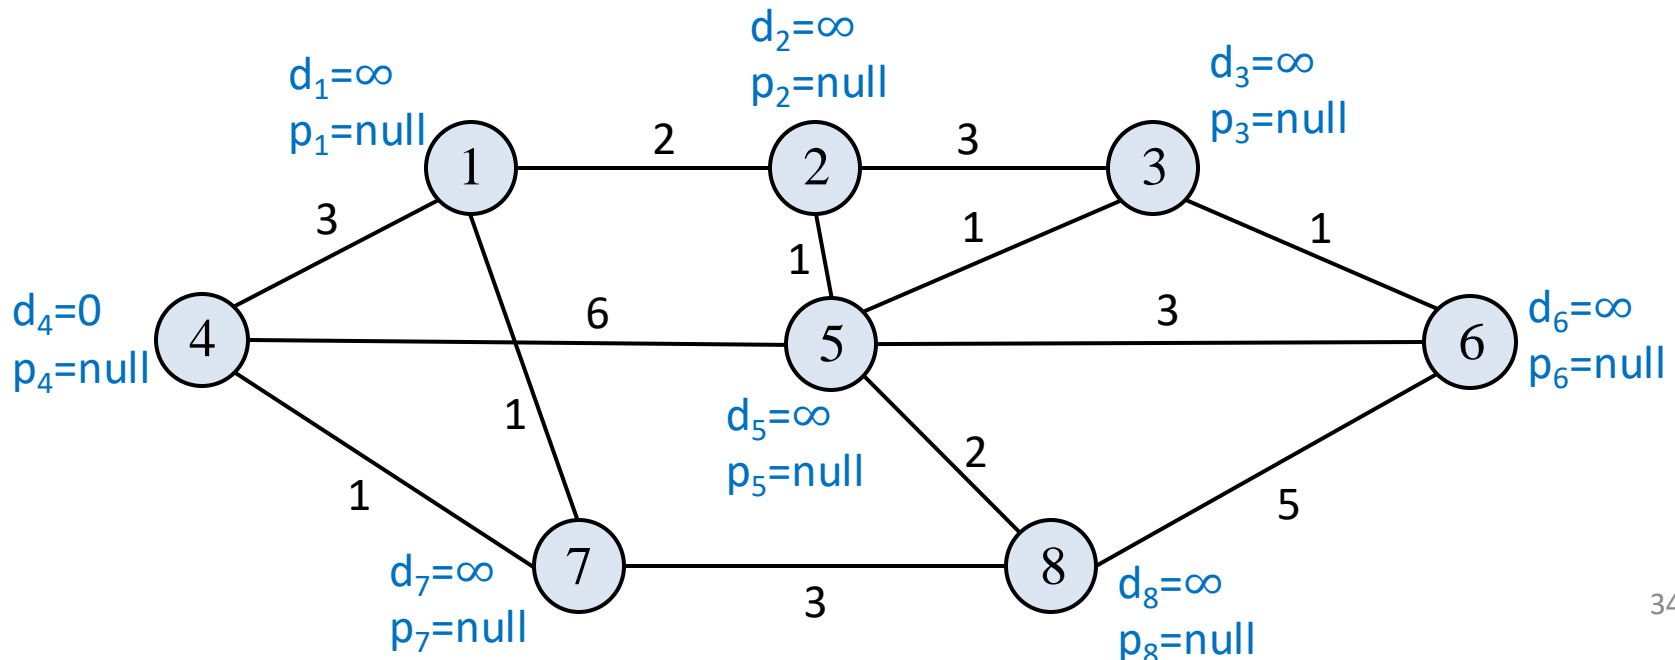 d₂=∞
p₂=null
d₁=∞
p₁=null
d₃=∞
p₃=null
1
2
2
3
3
3
1
1
1
d₄=0
p₄=null
4
6
5
3
6
d₆=∞
p₆=null
1
d₅=∞
p₅=null
2
1
5
d₇=∞
p₇=null
7
3
8
d₈=∞
p₈=null
34